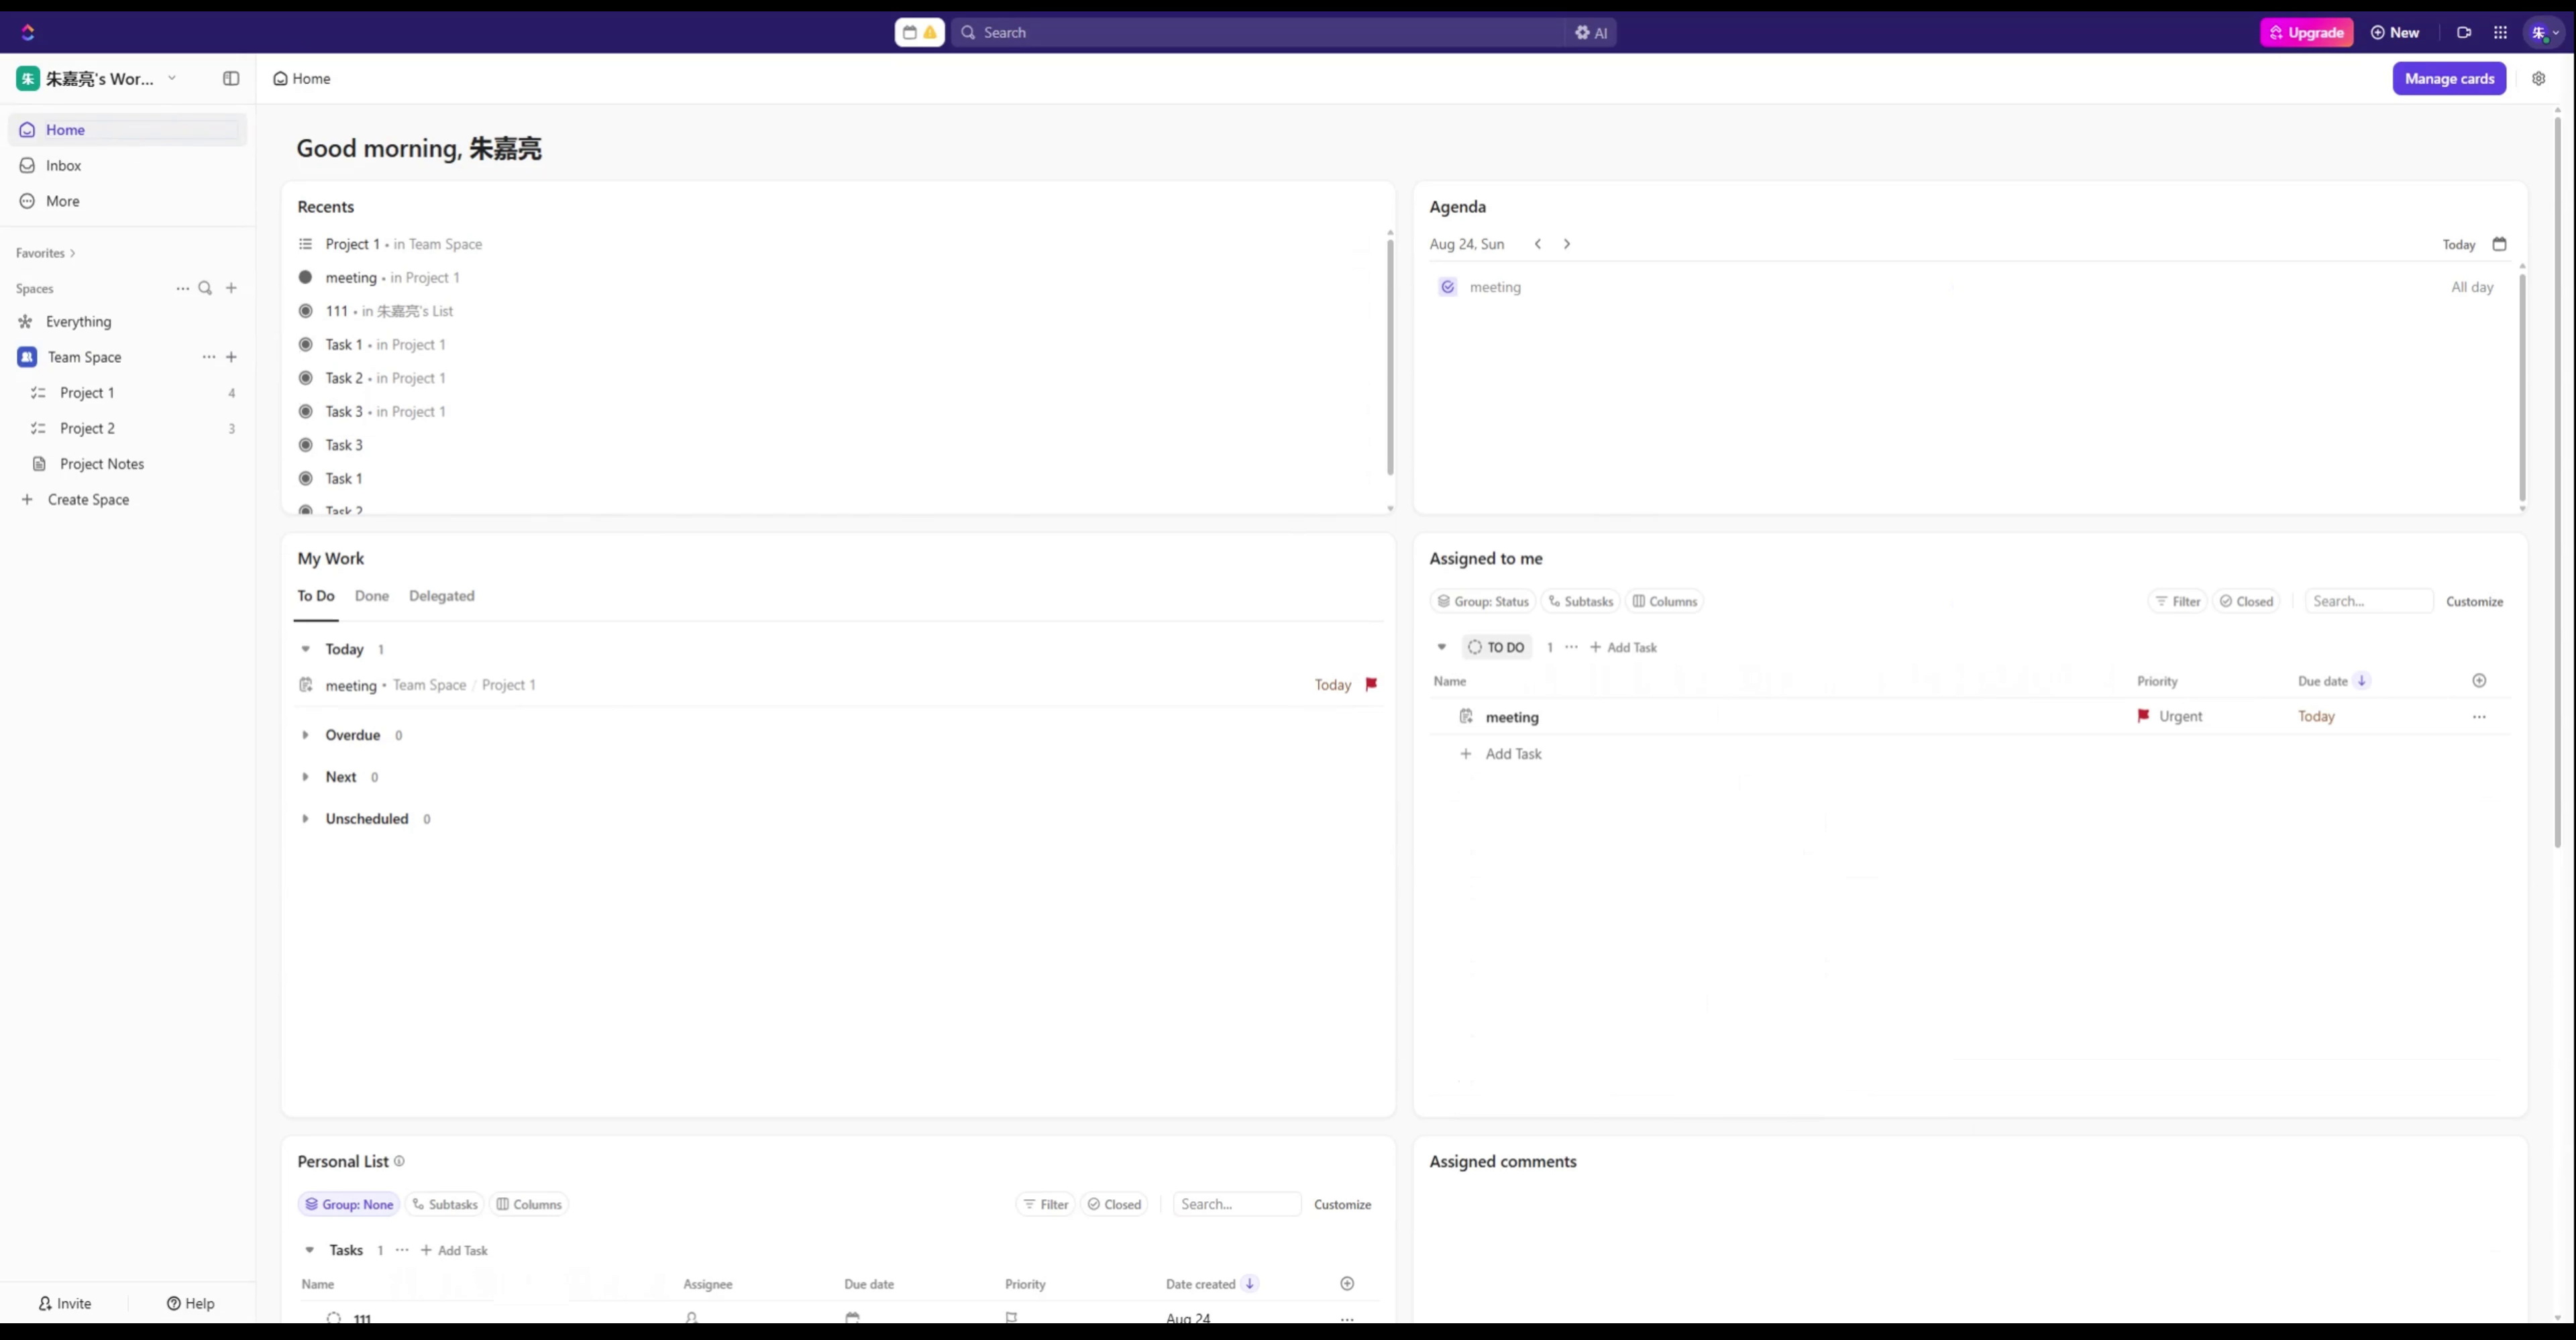 Search
AI
Upgrade
New
朱
朱 朱嘉亮's Wor...
Home
Manage cards
Home
Inbox
More
Favorites
Spaces
Everything
Team Space
Project 1 4
Project 2 3
Project Notes
Create Space
Invite
Help
Good morning, 朱嘉亮
Recents
Project 1 • in Team Space
meeting • in Project 1
111 • in 朱嘉亮's List
Task 1 • in Project 1
Task 2 • in Project 1
Task 3 • in Project 1
Task 3
Task 1
Task 2
Agenda
Aug 24, Sun
Today
meeting All day
My Work
To Do Done Delegated
Today 1
meeting • Team Space / Project 1 Today
Overdue 0
Next 0
Unscheduled 0
Assigned to me
Group: Status Subtasks Columns Filter Closed Search... Customize
TO DO 1 ... + Add Task
Name Priority Due date
meeting Urgent Today ...
+ Add Task
Personal List
Group: None Subtasks Columns Filter Closed Search... Customize
Tasks 1 ... + Add Task
Name Assignee Due date Priority Date created
111 Aug 24 ...
Assigned comments